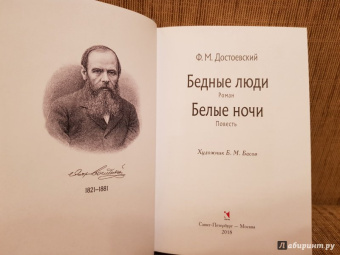 1821-1881
Ф. М. Достоевский
Бедные люди
Роман
Белые ночи
Повесть
Художник Б. М. Басов
Санкт-Петербург — Москва
2018
лабиринт.ру